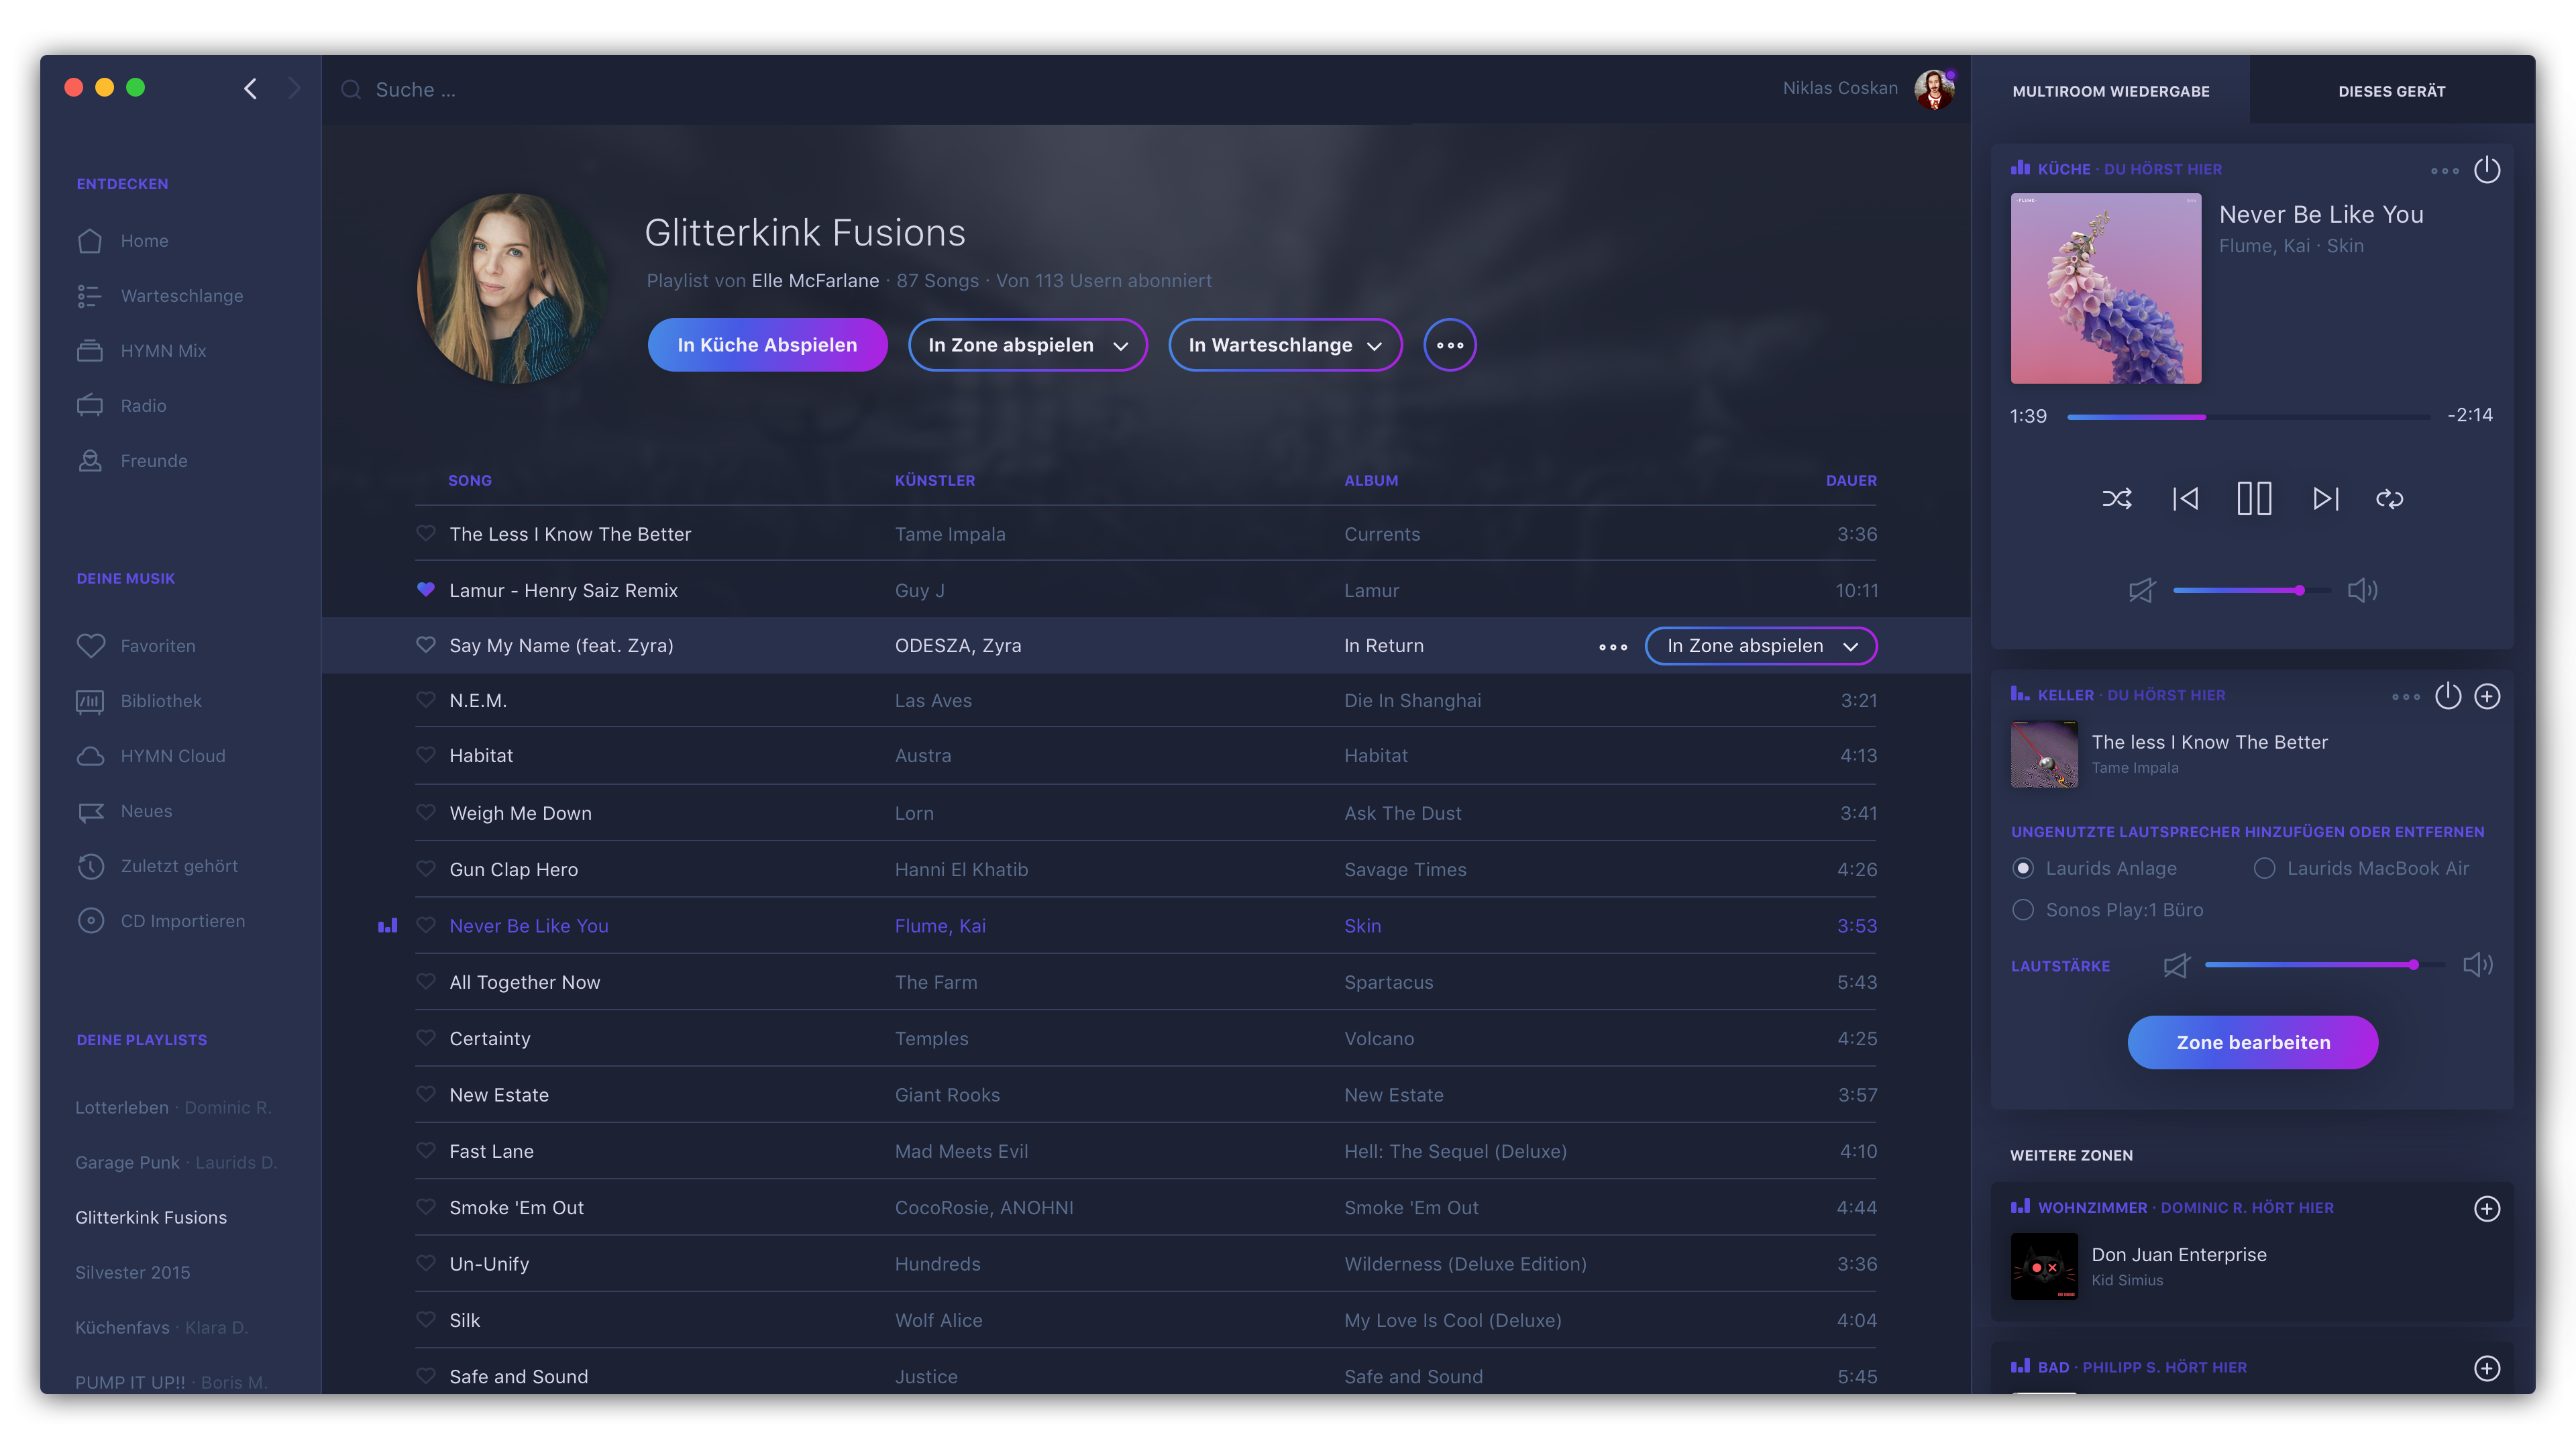 Suche ...
Niklas Coskan
MULTIROOM WIEDERGABE
DIESES GERÄT
ENTDECKEN
Home
Warteschlange
HYMN Mix
Radio
Freunde
DEINE MUSIK
Favoriten
Bibliothek
HYMN Cloud
Neues
Zuletzt gehört
CD Importieren
DEINE PLAYLISTS
Lotterleben · Dominic R.
Garage Punk · Laurids D.
Glitterkink Fusions
Silvester 2015
Küchenfavs · Klara D.
PUMP IT UP!! · Boris M.
Glitterkink Fusions
Playlist von Elle McFarlane · 87 Songs · Von 113 Usern abonniert
In Küche Abspielen
In Zone abspielen
In Warteschlange
SONG KÜNSTLER ALBUM DAUER
The Less I Know The Better Tame Impala Currents 3:36
Lamur - Henry Saiz Remix Guy J Lamur 10:11
Say My Name (feat. Zyra) ODESZA, Zyra In Return In Zone abspielen
N.E.M. Las Aves Die In Shanghai 3:21
Habitat Austra Habitat 4:13
Weigh Me Down Lorn Ask The Dust 3:41
Gun Clap Hero Hanni El Khatib Savage Times 4:26
Never Be Like You Flume, Kai Skin 3:53
All Together Now The Farm Spartacus 5:43
Certainty Temples Volcano 4:25
New Estate Giant Rooks New Estate 3:57
Fast Lane Mad Meets Evil Hell: The Sequel (Deluxe) 4:10
Smoke 'Em Out CocoRosie, ANOHNI Smoke 'Em Out 4:44
Un-Unify Hundreds Wilderness (Deluxe Edition) 3:36
Silk Wolf Alice My Love Is Cool (Deluxe) 4:04
Safe and Sound Justice Safe and Sound 5:45
KÜCHE · DU HÖRST HIER
Never Be Like You
Flume, Kai · Skin
1:39
-2:14
KELLER · DU HÖRST HIER
The less I Know The Better
Tame Impala
UNGENUTZTE LAUTSPRECHER HINZUFÜGEN ODER ENTFERNEN
Laurids Anlage
Laurids MacBook Air
Sonos Play:1 Büro
LAUTSTÄRKE
Zone bearbeiten
WEITERE ZONEN
WOHNZIMMER · DOMINIC R. HÖRT HIER
Don Juan Enterprise
Kid Simius
BAD · PHILIPP S. HÖRT HIER